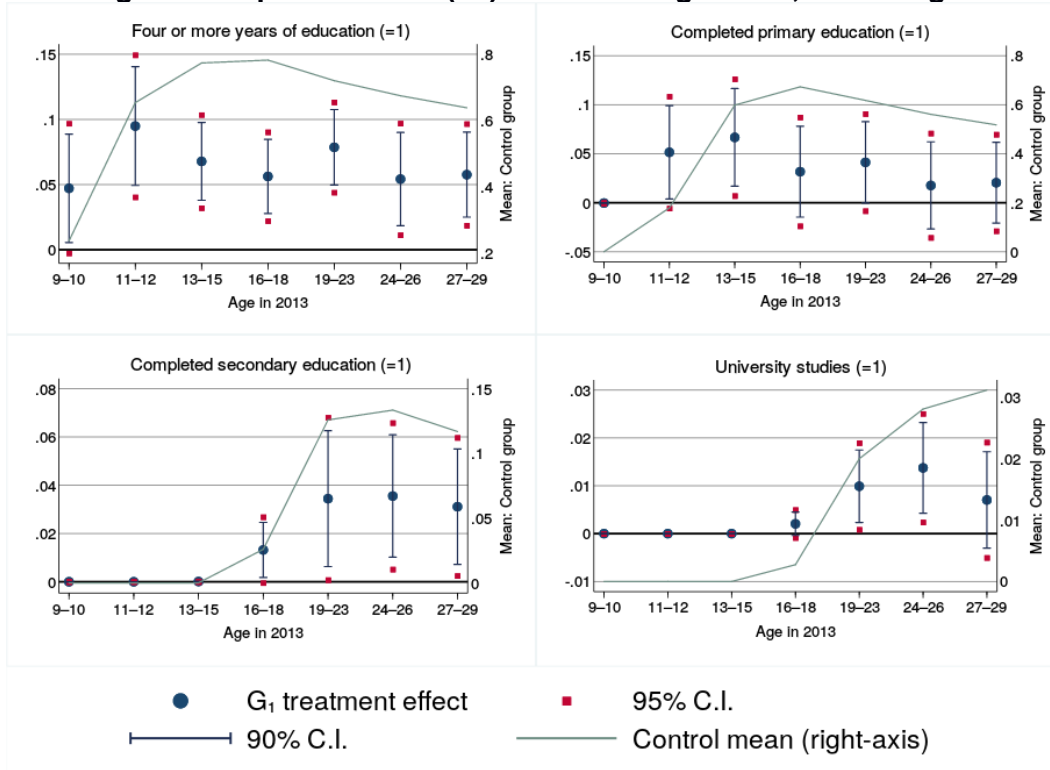 Four or more years of education (=1)
.15
.1
.05
0
.8
.6
.4
.2
Mean: Control group
9–10 11–12 13–15 16–18 19–23 24–26 27–29
Age in 2013
Completed primary education (=1)
.15
.1
.05
0
-.05
.8
.6
.4
.2
0
Mean: Control group
9–10 11–12 13–15 16–18 19–23 24–26 27–29
Age in 2013
Completed secondary education (=1)
.08
.06
.04
.02
0
.15
.1
.05
0
Mean: Control group
9–10 11–12 13–15 16–18 19–23 24–26 27–29
Age in 2013
University studies (=1)
.03
.02
.01
0
-.01
.03
.02
.01
0
Mean: Control group
9–10 11–12 13–15 16–18 19–23 24–26 27–29
Age in 2013
G₁ treatment effect
95% C.I.
90% C.I.
Control mean (right-axis)